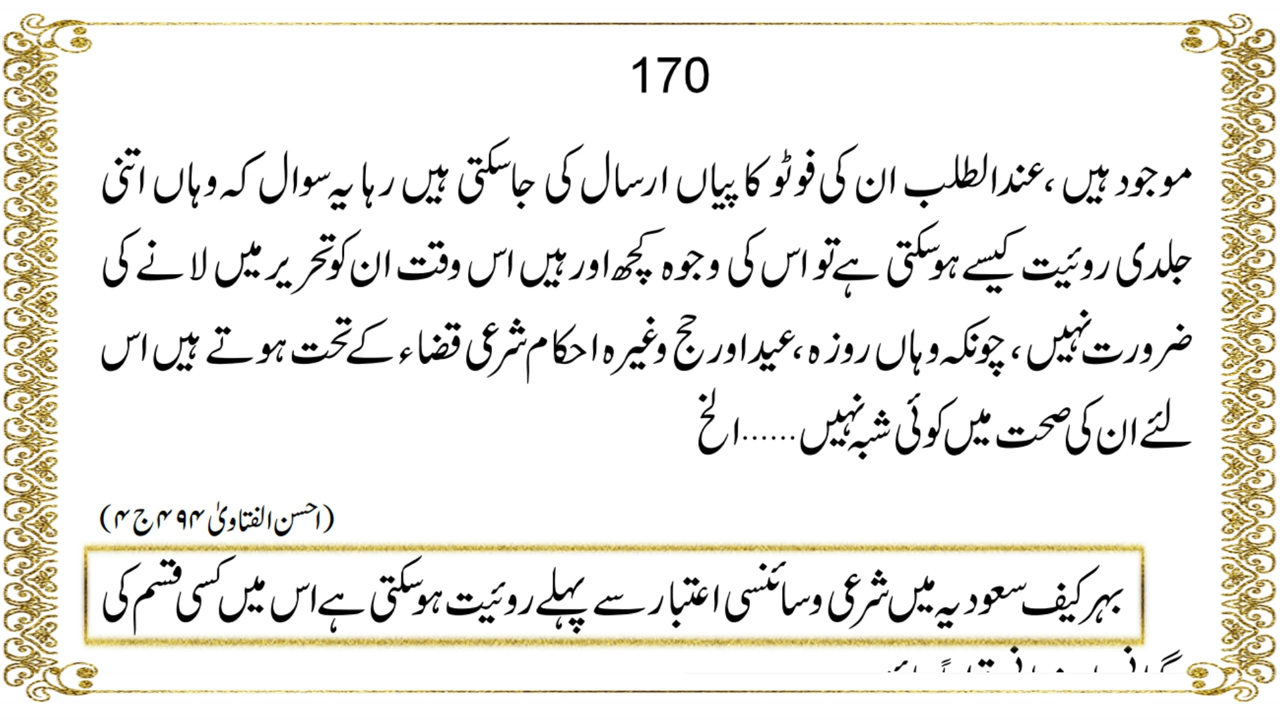 170
موجود ہیں ،عندالطلب ان کی فوٹو کاپیاں ارسال کی جاسکتی ہیں رہا یہ سوال کہ وہاں اتنی
جلدی روئیت کیسے ہوسکتی ہے تو اس کی وجوہ کچھ اور ہیں اس وقت ان کو تحریر میں لانے کی
ضرورت نہیں ، چونکہ وہاں روزہ ،عید اور حج وغیرہ احکام شرعی قضاء کے تحت ہوتے ہیں اس
لئے ان کی صحت میں کوئی شبہ نہیں......الخ
(احسن الفتاویٰ ۴۹۴ ج ۴)
بہر کیف سعودیہ میں شرعی وسائنسی اعتبار سے پہلے روئیت ہوسکتی ہے اس میں کسی قسم کی